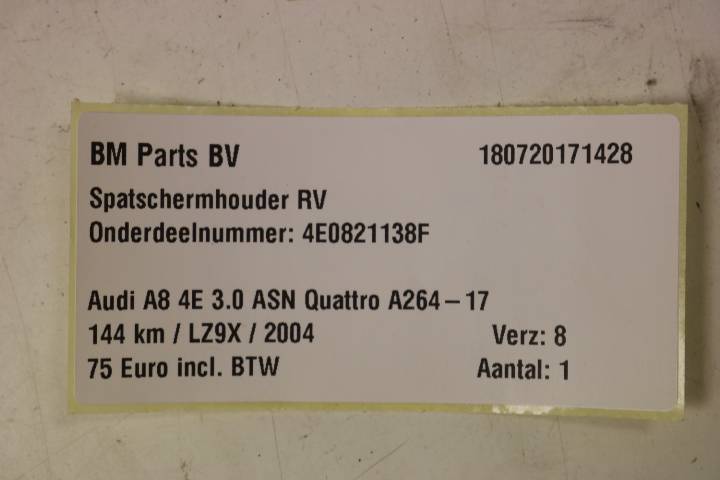 BM Parts BV 180720171428
Spatschermhouder RV
Onderdeelnummer: 4E0821138F
Audi A8 4E 3.0 ASN Quattro A264-17
144 km / LZ9X / 2004 Verz: 8
75 Euro incl. BTW Aantal: 1